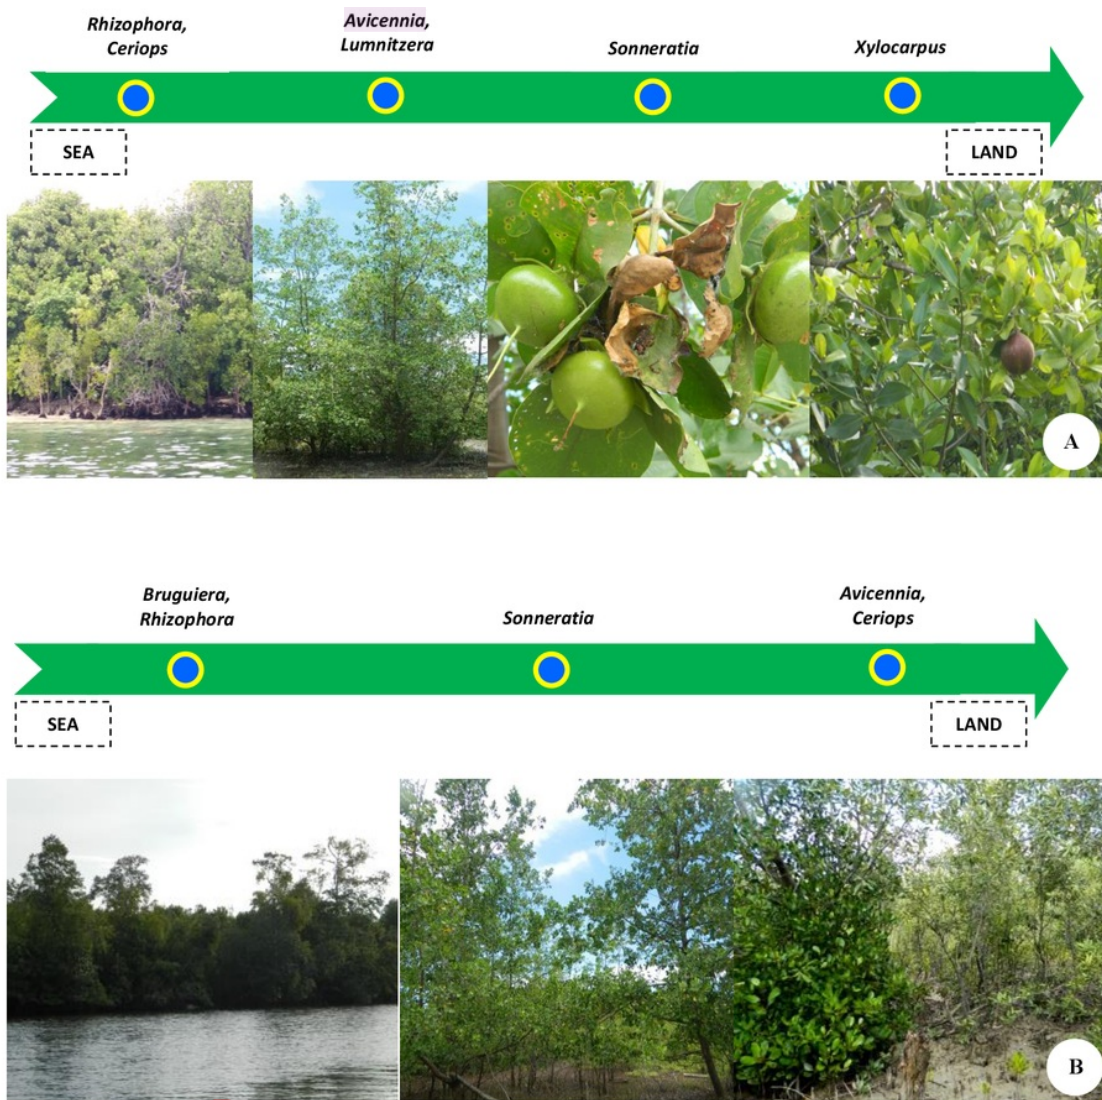 Rhizophora,
Ceriops
Avicennia,
Lumnitzera
Sonneratia
Xylocarpus
SEA
LAND
A
Bruguiera,
Rhizophora
Sonneratia
Avicennia,
Ceriops
SEA
LAND
B